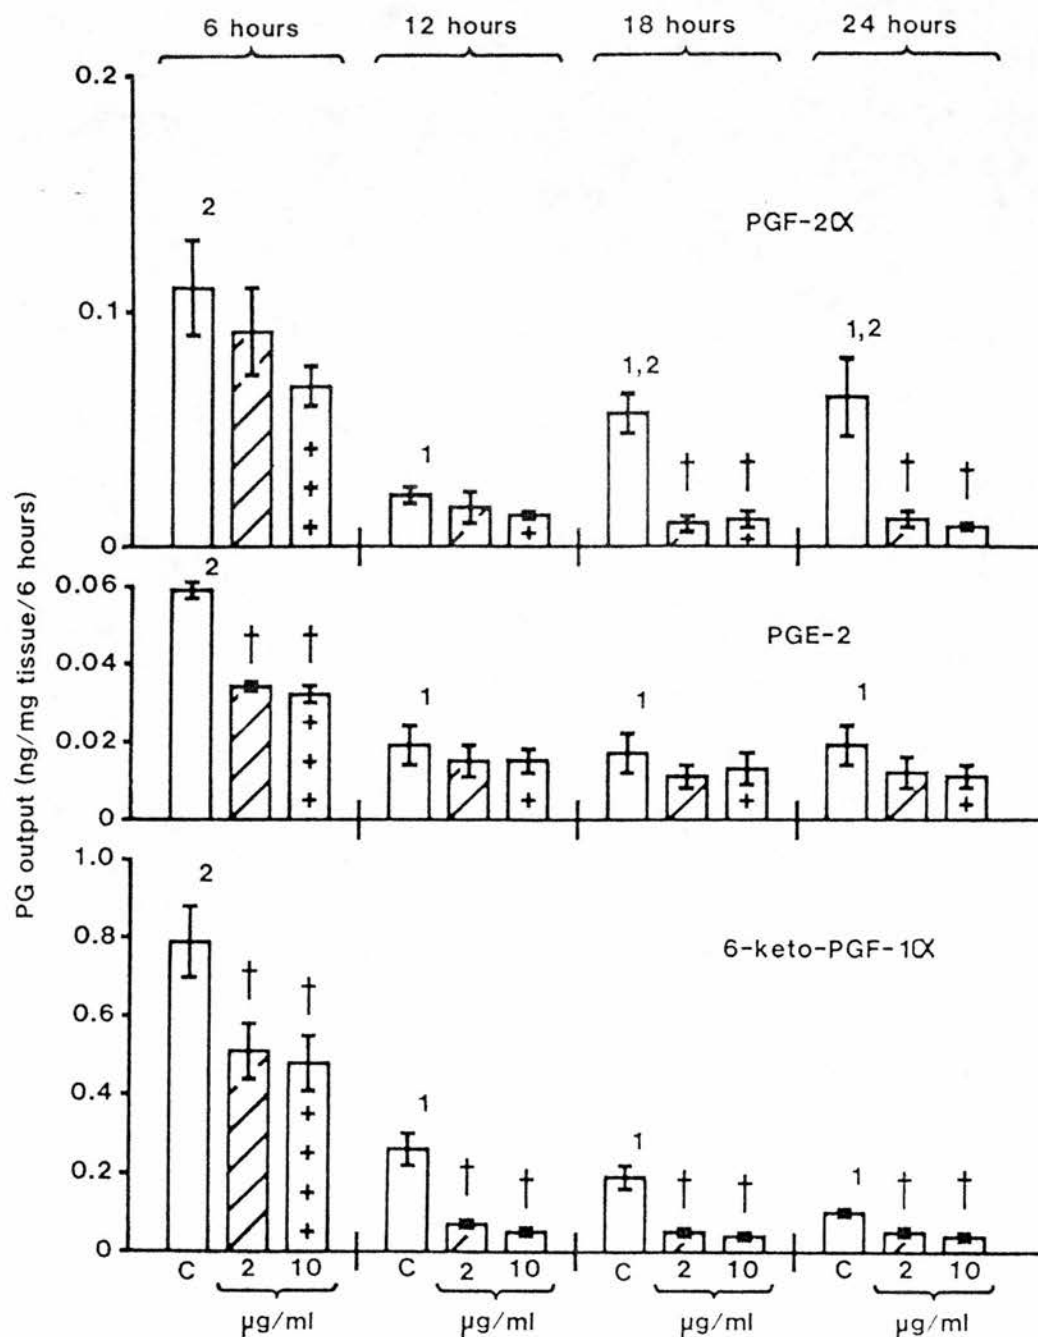 6 hours 12 hours 18 hours 24 hours
PG output (ng/mg tissue/6 hours)
0.2
2
PGF-2α
0.1
1,2
1,2
1
† † † †
0
0.06
2
PGE-2
† †
0.04
1 1 1
0.02
0
1.0
2
0.8
6-keto-PGF-1α
† †
0.6
0.4
1
1
1
0.2
† † † † † †
0
C 2 10 C 2 10 C 2 10 C 2 10
µg/ml µg/ml µg/ml µg/ml